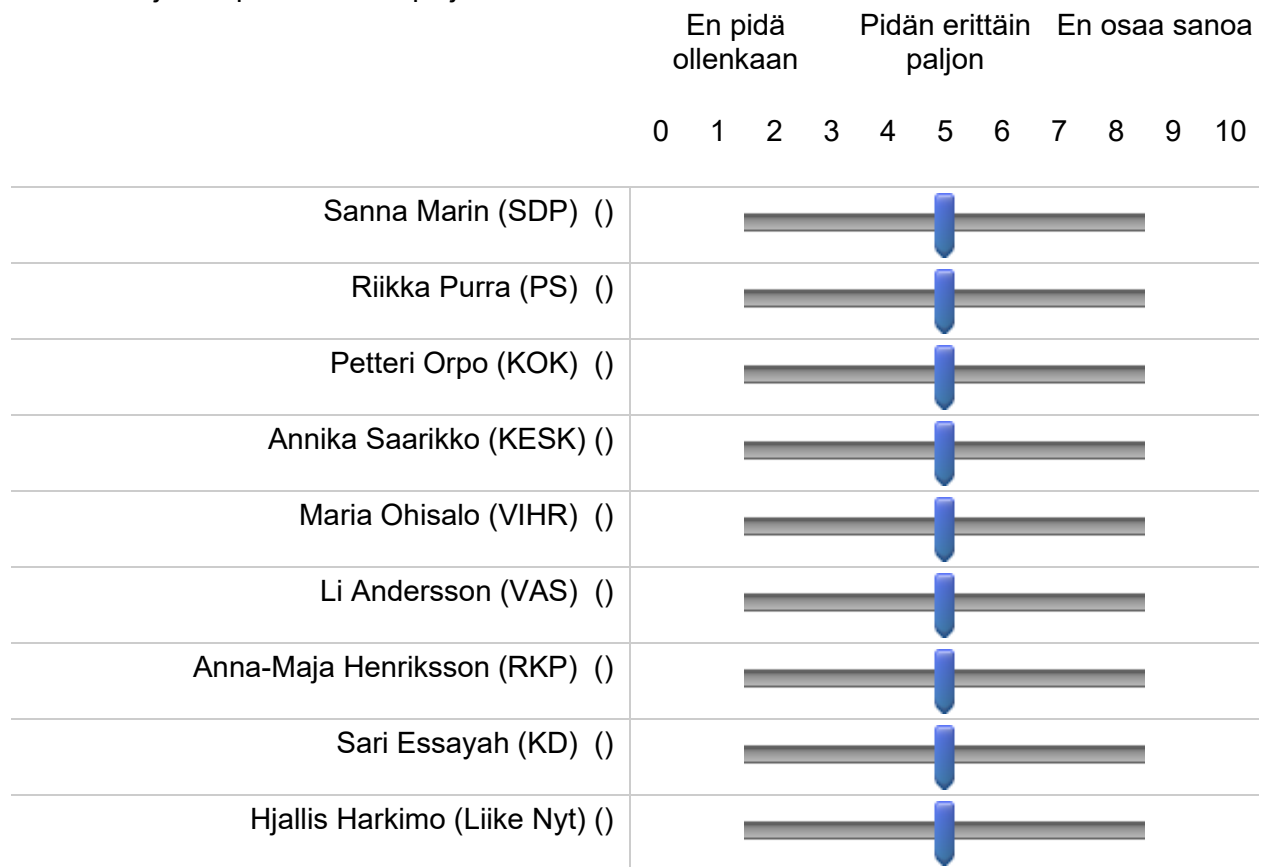 En pidä ollenkaan
Pidän erittäin paljon
En osaa sanoa
0 1 2 3 4 5 6 7 8 9 10
Sanna Marin (SDP) ()
Riikka Purra (PS) ()
Petteri Orpo (KOK) ()
Annika Saarikko (KESK) ()
Maria Ohisalo (VIHR) ()
Li Andersson (VAS) ()
Anna-Maja Henriksson (RKP) ()
Sari Essayah (KD) ()
Hjallis Harkimo (Liike Nyt) ()